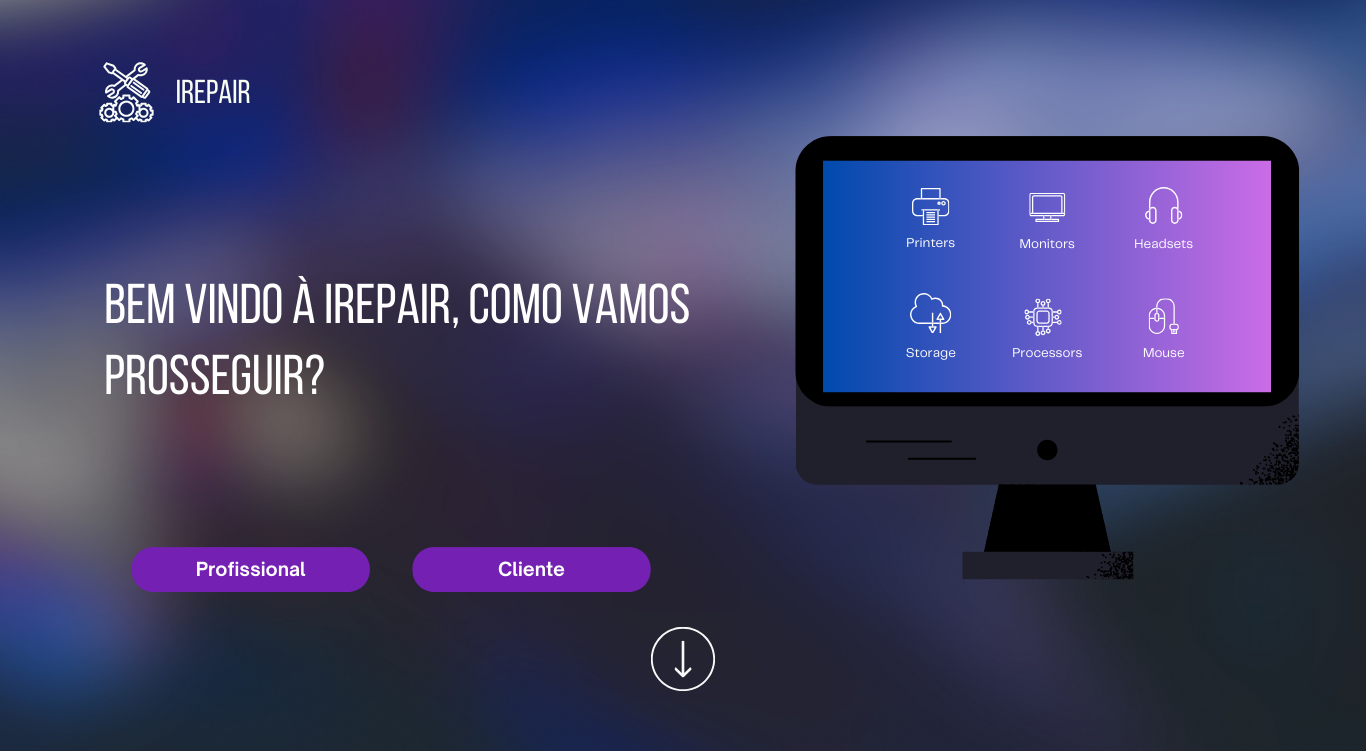 IREPAIR
BEM VINDO À IREPAIR, COMO VAMOS
PROSSEGUIR?
Profissional
Cliente
Printers
Monitors
Headsets
Storage
Processors
Mouse